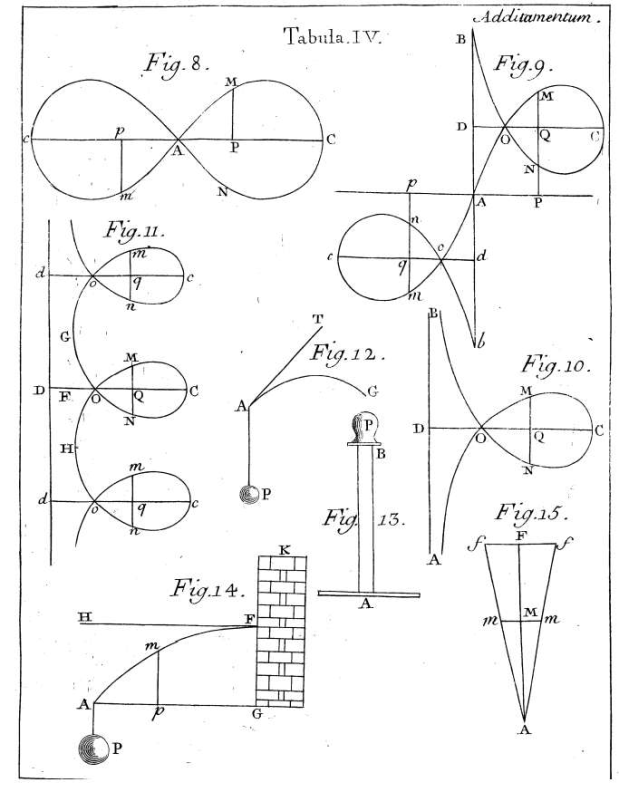 Additamentum.
Tabula.IV.
Fig.8.
M
c
p
A
P
C
m
N
Fig.9.
B
M
D
O
Q
C
N
p
A
P
n
c
q
o
d
m
b
Fig.11.
m
d
o
q
c
n
G
M
D
F
O
Q
C
N
H
m
d
o
q
c
n
Fig.12.
T
A
G
P
Fig. 13.
P
B
A
Fig.10.
B
M
D
O
Q
C
N
A
Fig.14.
K
H
F
m
A
p
G
P
Fig.15.
f
F
f
m
M
m
A